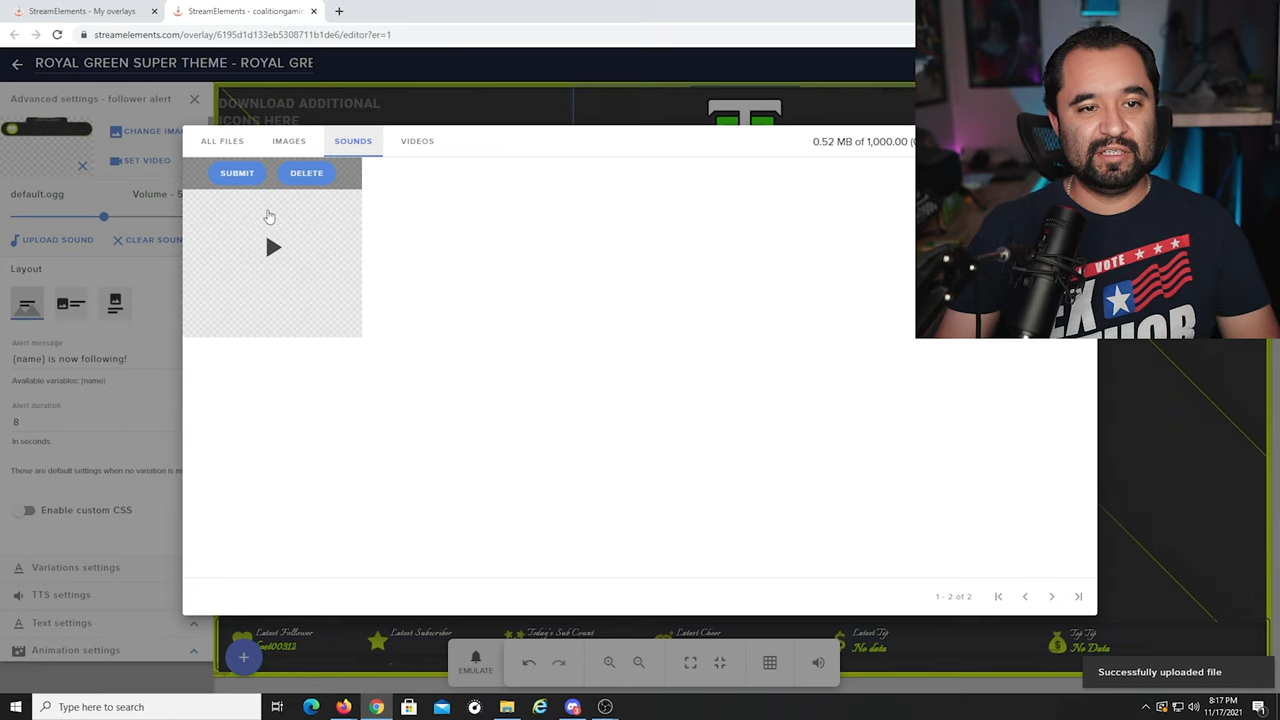 StreamElements - My overlays
StreamElements - coalitiongamin
streamelements.com/overlay/6195d1d133eb5308711b1de6/editor?er=1
ROYAL GREEN SUPER THEME - ROYAL GRE
Advanced settings - follower alert
DOWNLOAD ADDITIONAL
ICONS HERE
CHANGE IMA
SET VIDEO
default.ogg
Volume - 5
UPLOAD SOUND
CLEAR SOUN
Layout
Alert message
{name} is now following!
Available variables: {name}
Alert duration
8
In seconds.
These are default settings when no variation is m
Enable custom CSS
Variations settings
TTS settings
Text settings
Animation settings
ALL FILES
IMAGES
SOUNDS
VIDEOS
0.52 MB of 1,000.00
SUBMIT
DELETE
1 - 2 of 2
VOTE
Latest Follower
Latest Subscriber
Today's Sub Count
Latest Cheer
Latest Tip
No data
Top Tip
No Data
EMULATE
Successfully uploaded file
Type here to search
8:17 PM
11/17/2021